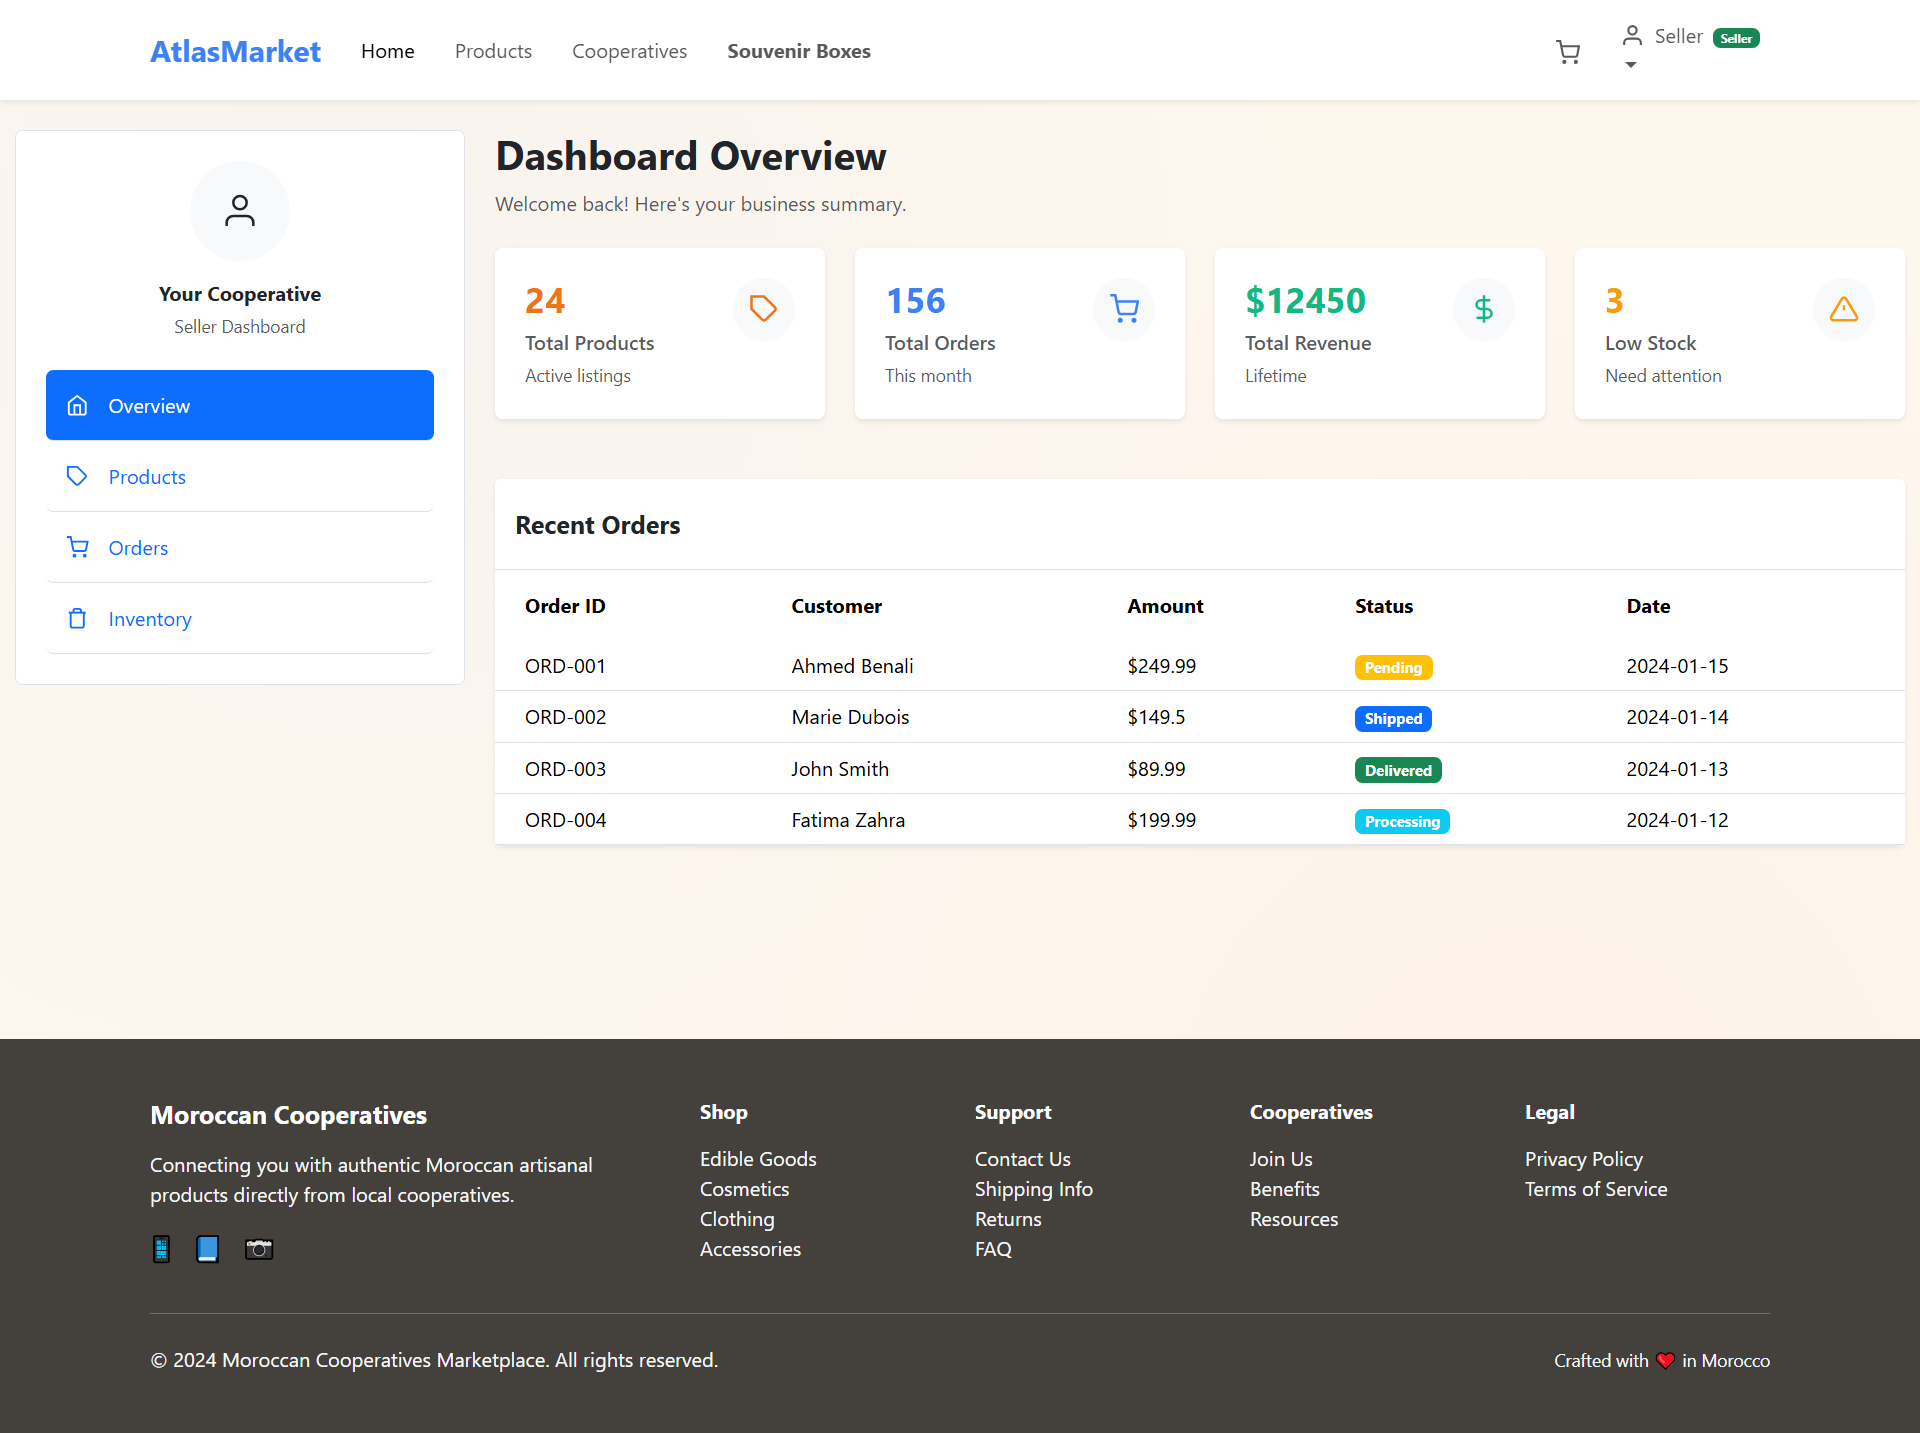 AtlasMarket Home Products Cooperatives Souvenir Boxes Seller Seller
Your Cooperative
Seller Dashboard
Overview
Products
Orders
Inventory
Dashboard Overview
Welcome back! Here's your business summary.
24
Total Products
Active listings
156
Total Orders
This month
$12450
Total Revenue
Lifetime
3
Low Stock
Need attention
Recent Orders
Order ID Customer Amount Status Date
ORD-001 Ahmed Benali $249.99 Pending 2024-01-15
ORD-002 Marie Dubois $149.5 Shipped 2024-01-14
ORD-003 John Smith $89.99 Delivered 2024-01-13
ORD-004 Fatima Zahra $199.99 Processing 2024-01-12
Moroccan Cooperatives
Connecting you with authentic Moroccan artisanal
products directly from local cooperatives.
Shop
Edible Goods
Cosmetics
Clothing
Accessories
Support
Contact Us
Shipping Info
Returns
FAQ
Cooperatives
Join Us
Benefits
Resources
Legal
Privacy Policy
Terms of Service
© 2024 Moroccan Cooperatives Marketplace. All rights reserved.
Crafted with ❤️ in Morocco